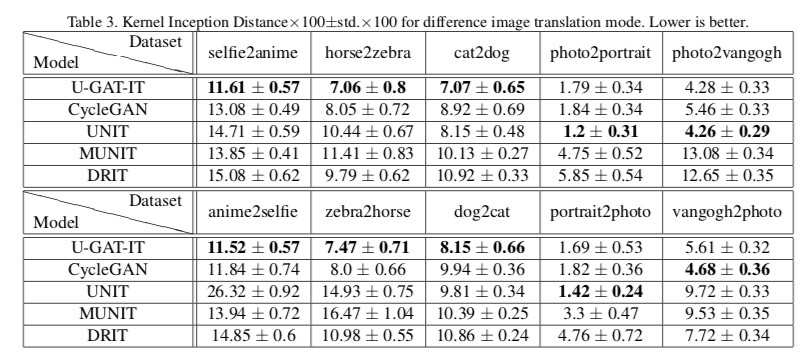 Table 3. Kernel Inception Distance×100±std.×100 for difference image translation mode. Lower is better.
Model Dataset selfie2anime horse2zebra cat2dog photo2portrait photo2vangogh
U-GAT-IT 11.61 ± 0.57 7.06 ± 0.8 7.07 ± 0.65 1.79 ± 0.34 4.28 ± 0.33
CycleGAN 13.08 ± 0.49 8.05 ± 0.72 8.92 ± 0.69 1.84 ± 0.34 5.46 ± 0.33
UNIT 14.71 ± 0.59 10.44 ± 0.67 8.15 ± 0.48 1.2 ± 0.31 4.26 ± 0.29
MUNIT 13.85 ± 0.41 11.41 ± 0.83 10.13 ± 0.27 4.75 ± 0.52 13.08 ± 0.34
DRIT 15.08 ± 0.62 9.79 ± 0.62 10.92 ± 0.33 5.85 ± 0.54 12.65 ± 0.35
Model Dataset anime2selfie zebra2horse dog2cat portrait2photo vangogh2photo
U-GAT-IT 11.52 ± 0.57 7.47 ± 0.71 8.15 ± 0.66 1.69 ± 0.53 5.61 ± 0.32
CycleGAN 11.84 ± 0.74 8.0 ± 0.66 9.94 ± 0.36 1.82 ± 0.36 4.68 ± 0.36
UNIT 26.32 ± 0.92 14.93 ± 0.75 9.81 ± 0.34 1.42 ± 0.24 9.72 ± 0.33
MUNIT 13.94 ± 0.72 16.47 ± 1.04 10.39 ± 0.25 3.3 ± 0.47 9.53 ± 0.35
DRIT 14.85 ± 0.6 10.98 ± 0.55 10.86 ± 0.24 4.76 ± 0.72 7.72 ± 0.34